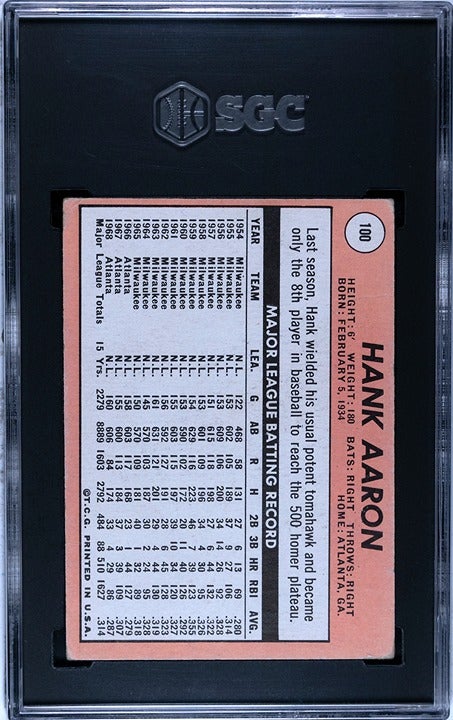 SGC
100
HANK AARON
HEIGHT: 6' WEIGHT: 180 BATS: RIGHT THROWS: RIGHT
BORN: FEBRUARY 5, 1934 HOME: ATLANTA, GA.
Last season, Hank wielded his usual potent tomahawk and became
only the 8th player in baseball to reach the 500 homer plateau.
MAJOR LEAGUE BATTING RECORD
YEAR TEAM LEA. G AB R H 2B 3B HR RBI AVG.
1954 Milwaukee N.L. 122 468 58 131 27 6 13 69 .280
1955 Milwaukee N.L. 153 602 105 189 37 9 27 106 .314
1956 Milwaukee N.L. 153 609 106 200 34 14 26 92 .328
1957 Milwaukee N.L. 151 615 118 198 27 6 44 132 .322
1958 Milwaukee N.L. 153 601 109 196 34 4 30 95 .326
1959 Milwaukee N.L. 154 629 116 223 46 7 39 123 .355
1960 Milwaukee N.L. 153 590 102 172 20 11 40 126 .292
1961 Milwaukee N.L. 155 603 115 197 39 10 34 120 .327
1962 Milwaukee N.L. 156 592 127 191 28 6 45 128 .323
1963 Milwaukee N.L. 161 631 121 201 29 4 44 130 .319
1964 Milwaukee N.L. 145 570 103 187 30 2 24 95 .328
1965 Milwaukee N.L. 150 570 109 181 40 1 32 89 .318
1966 Atlanta N.L. 158 603 117 168 23 1 44 127 .279
1967 Atlanta N.L. 155 600 113 184 37 3 39 109 .307
1968 Atlanta N.L. 160 606 84 174 33 4 29 86 .287
Major League Totals 15 Yrs. 2279 8889 1603 2792 484 88 510 1627 .314
©T.C.G. PRINTED IN U.S.A.